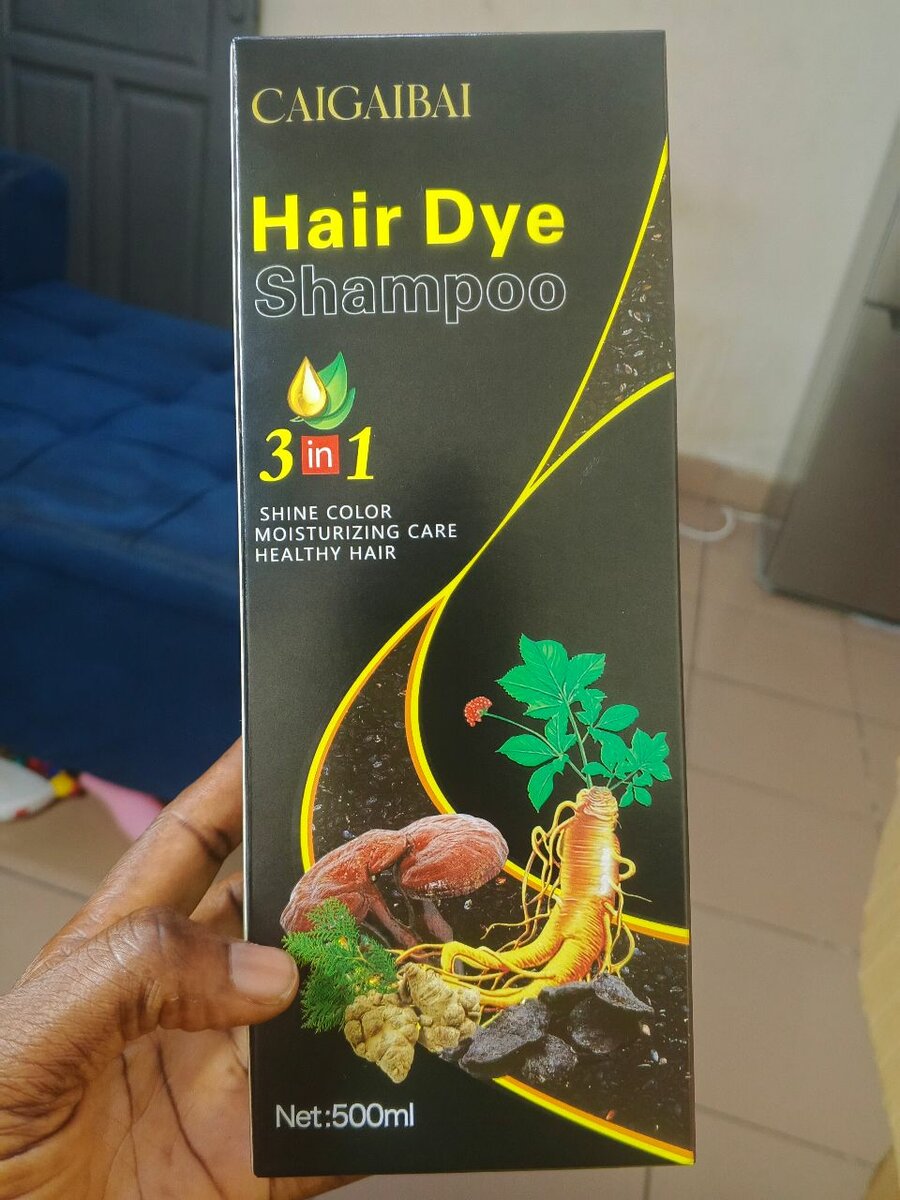 CAIGAIBAI
Hair Dye
Shampoo
3 in 1
SHINE COLOR
MOISTURIZING CARE
HEALTHY HAIR
Net:500ml